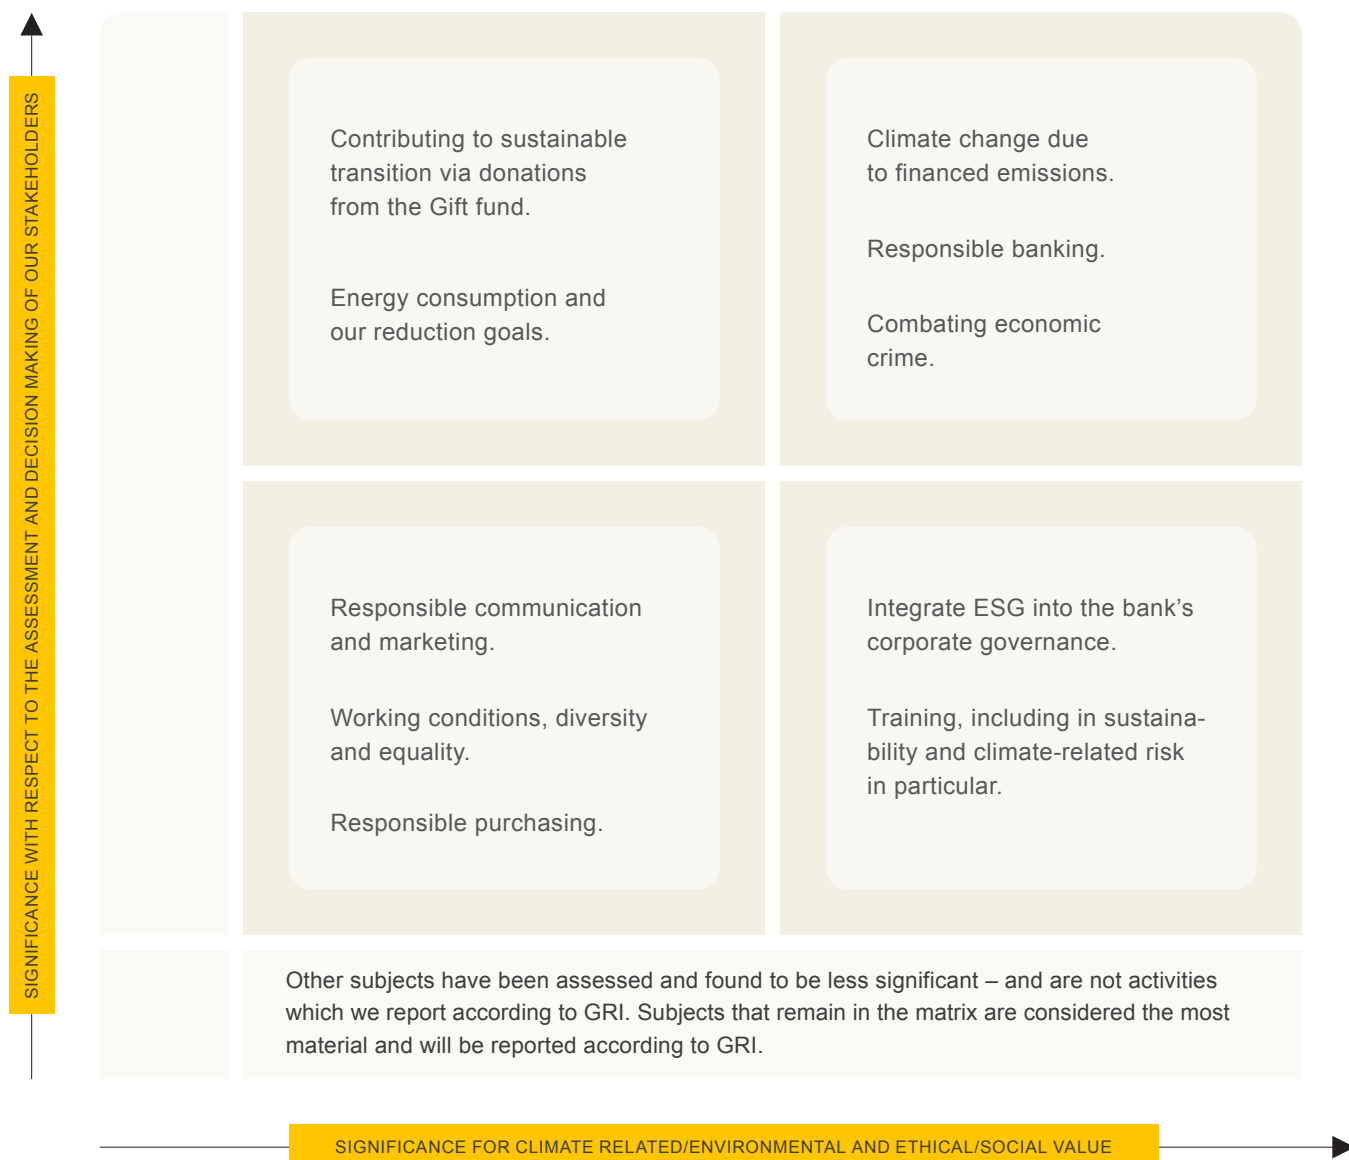 SIGNIFICANCE WITH RESPECT TO THE ASSESSMENT AND DECISION MAKING OF OUR STAKEHOLDERS
Contributing to sustainable
transition via donations
from the Gift fund.
Energy consumption and
our reduction goals.
Climate change due
to financed emissions.
Responsible banking.
Combating economic
crime.
Responsible communication
and marketing.
Working conditions, diversity
and equality.
Responsible purchasing.
Integrate ESG into the bank’s
corporate governance.
Training, including in sustaina-
bility and climate-related risk
in particular.
Other subjects have been assessed and found to be less significant – and are not activities
which we report according to GRI. Subjects that remain in the matrix are considered the most
material and will be reported according to GRI.
SIGNIFICANCE FOR CLIMATE RELATED/ENVIRONMENTAL AND ETHICAL/SOCIAL VALUE